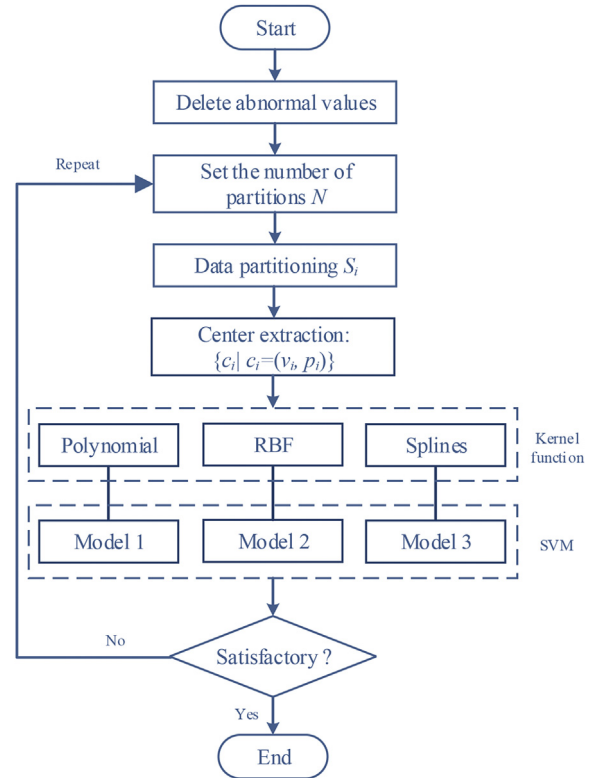 Start
Delete abnormal values
Repeat
Set the number of
partitions N
Data partitioning Sᵢ
Center extraction:
{cᵢ| cᵢ=(vᵢ, pᵢ)}
Polynomial
RBF
Splines
Kernel
function
Model 1
Model 2
Model 3
SVM
No
Satisfactory ?
Yes
End